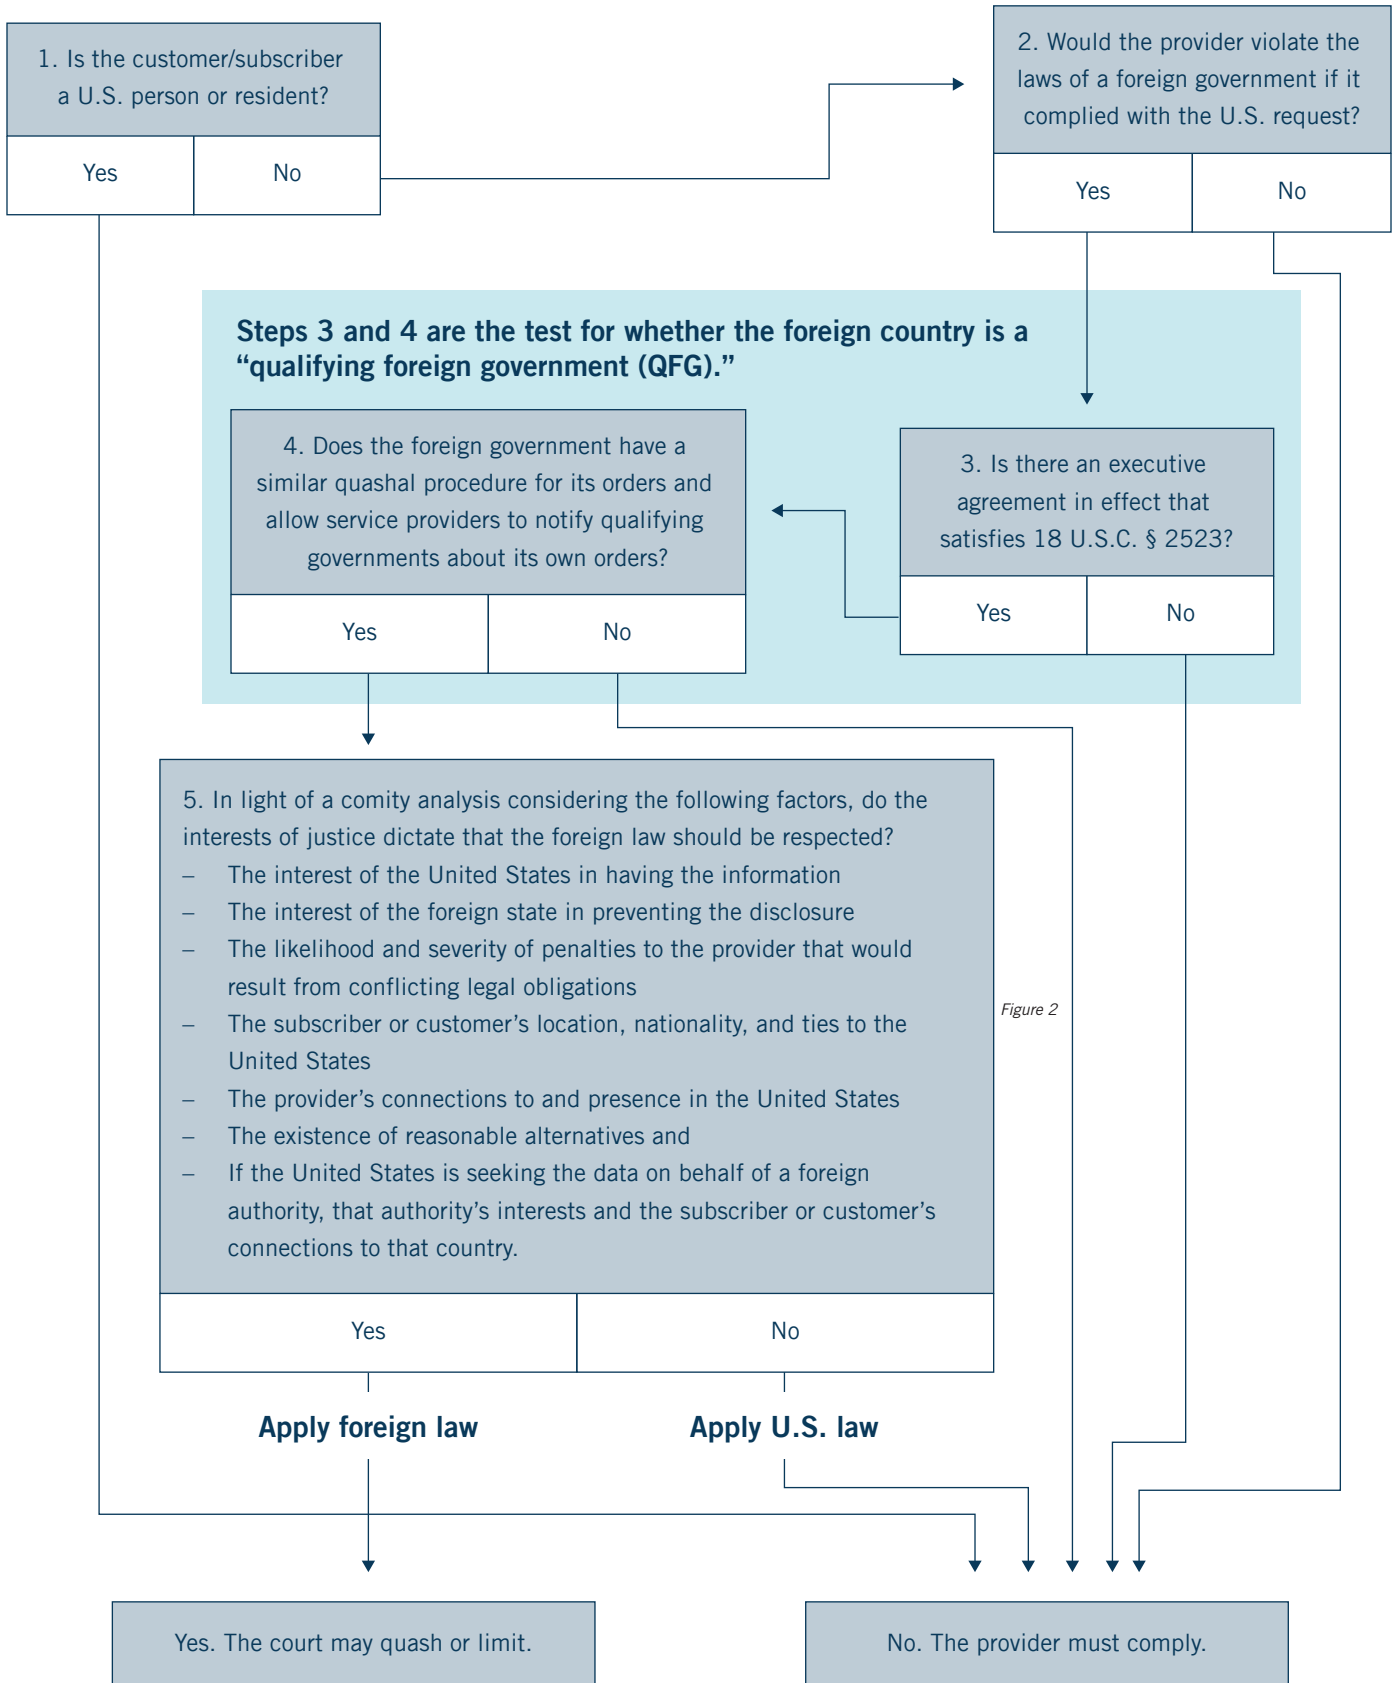 1. Is the customer/subscriber
a U.S. person or resident?
Yes
No
2. Would the provider violate the
laws of a foreign government if it
complied with the U.S. request?
Yes
No
Steps 3 and 4 are the test for whether the foreign country is a
“qualifying foreign government (QFG).”
3. Is there an executive
agreement in effect that
satisfies 18 U.S.C. § 2523?
Yes
No
4. Does the foreign government have a
similar quashal procedure for its orders and
allow service providers to notify qualifying
governments about its own orders?
Yes
No
5. In light of a comity analysis considering the following factors, do the
interests of justice dictate that the foreign law should be respected?
– The interest of the United States in having the information
– The interest of the foreign state in preventing the disclosure
– The likelihood and severity of penalties to the provider that would
result from conflicting legal obligations
– The subscriber or customer’s location, nationality, and ties to the
United States
– The provider’s connections to and presence in the United States
– The existence of reasonable alternatives and
– If the United States is seeking the data on behalf of a foreign
authority, that authority’s interests and the subscriber or customer’s
connections to that country.
Yes
No
Figure 2
Apply foreign law
Apply U.S. law
Yes. The court may quash or limit.
No. The provider must comply.